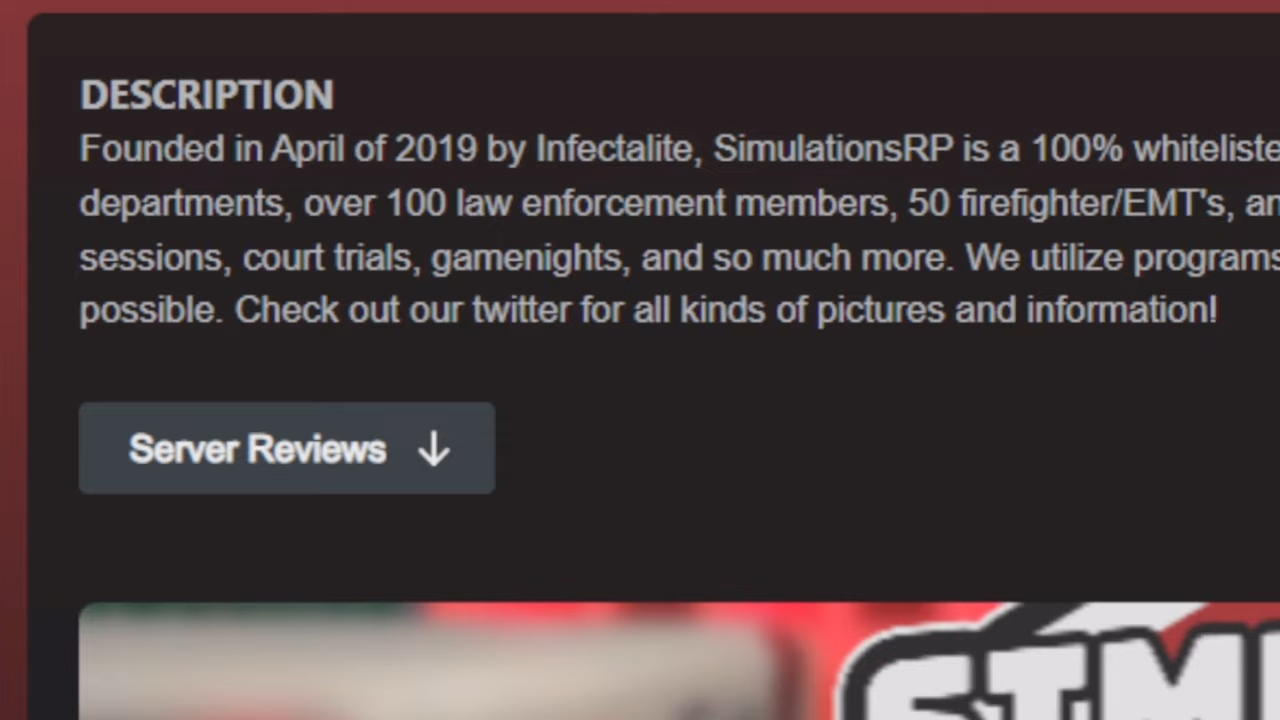 DESCRIPTION
Founded in April of 2019 by Infectalite, SimulationsRP is a 100% whiteliste
departments, over 100 law enforcement members, 50 firefighter/EMT's, an
sessions, court trials, gamenights, and so much more. We utilize programs
possible. Check out our twitter for all kinds of pictures and information!
Server Reviews ↓
SIM